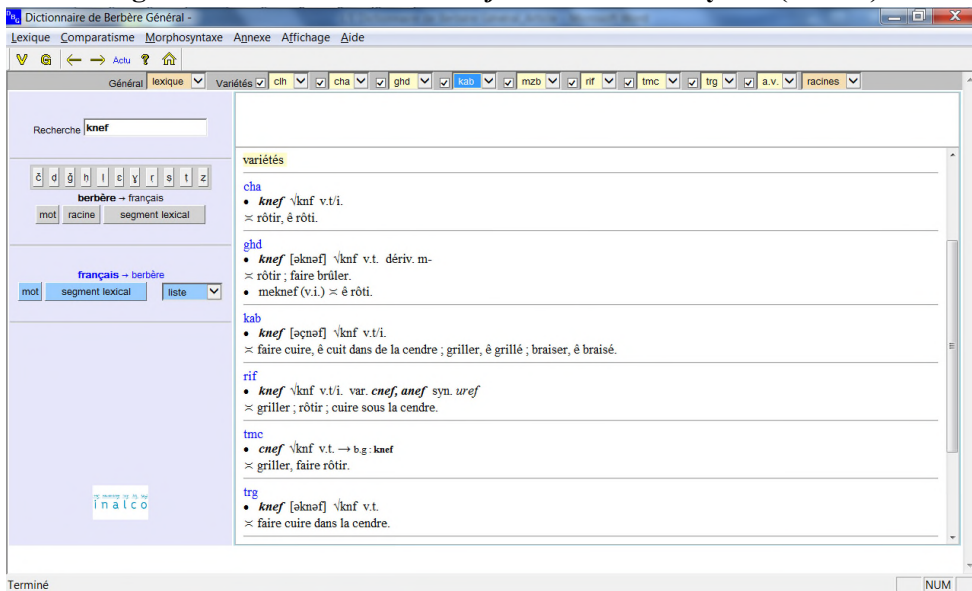 Dictionnaire de Berbère Général -
Lexique Comparatisme Morphosyntaxe Annexe Affichage Aide
V G Actu ?
Général lexique Variétés clh cha ghd kab mzb rif tmc trg a.v. racines
Recherche knef
č ḍ ğ ḥ l ε γ ṛ ṣ ṭ ẓ
berbère → français
mot racine segment lexical
français → berbère
mot segment lexical liste
inalco
variétés
cha
• knef √knf v.t/i.
≍ rôtir, ê rôti.
ghd
• knef [əknəf] √knf v.t. dériv. m-
≍ rôtir ; faire brûler.
• meknef (v.i.) ≍ ê rôti.
kab
• knef [əçnəf] √knf v.t/i.
≍ faire cuire, ê cuit dans de la cendre ; griller, ê grillé ; braiser, ê braisé.
rif
• knef √knf v.t/i. var. cnef, anef syn. uref
≍ griller ; rôtir ; cuire sous la cendre.
tmc
• cnef √knf v.t. → b.g : knef
≍ griller, faire rôtir.
trg
• knef [əknəf] √knf v.t.
≍ faire cuire dans la cendre.
Terminé
NUM